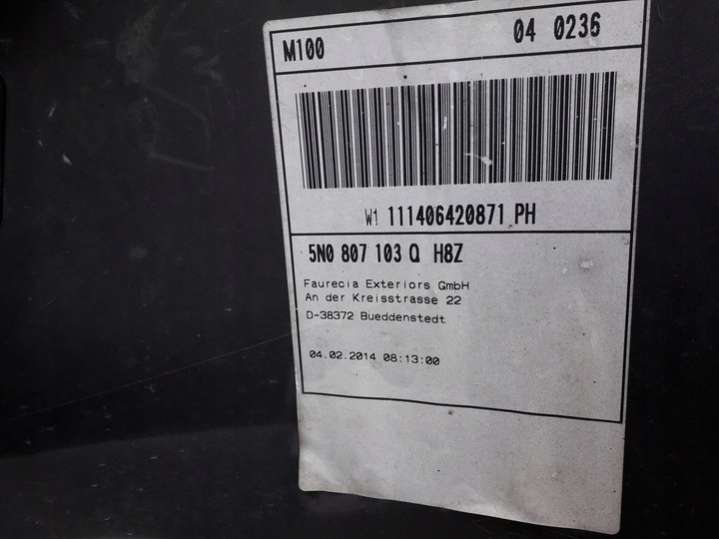 M100 04 0236
W1 111406420871 PH
5N0 807 103 Q H8Z
Faurecia Exteriors GmbH
An der Kreisstrasse 22
D-38372 Bueddenstedt
04.02.2014 08:13:00